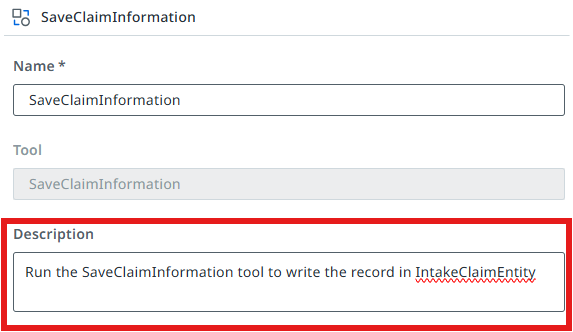 SaveClaimInformation
Name *
SaveClaimInformation
Tool
SaveClaimInformation
Description
Run the SaveClaimInformation tool to write the record in IntakeClaimEntity